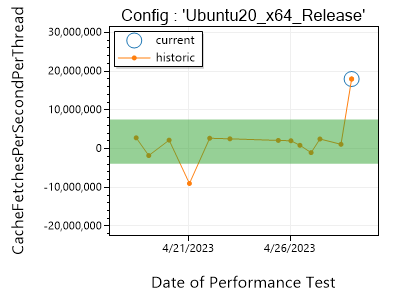 Config : 'Ubuntu20_x64_Release'
CacheFetchesPerSecondPerThread
30,000,000
20,000,000
10,000,000
0
-10,000,000
-20,000,000
current
historic
4/21/2023
4/26/2023
Date of Performance Test